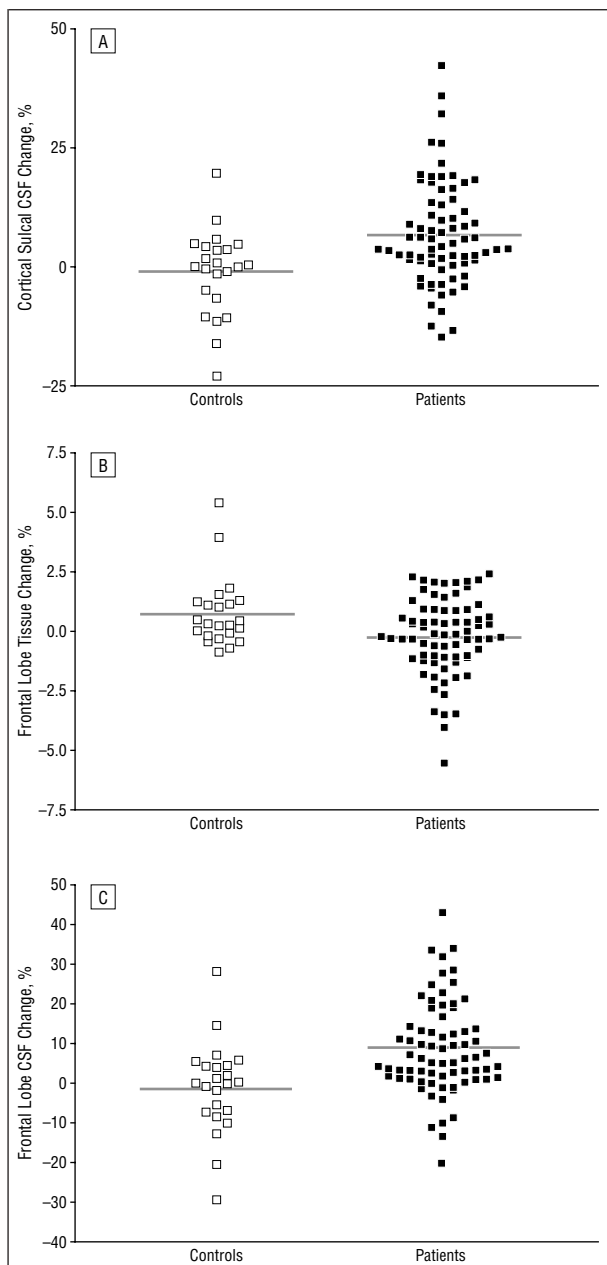 A
50
25
0
–25
Cortical Sulcal CSF Change, %
Controls Patients
B
7.5
5.0
2.5
0.0
–2.5
–5.0
–7.5
Frontal Lobe Tissue Change, %
Controls Patients
C
50
40
30
20
10
0
–10
–20
–30
–40
Frontal Lobe CSF Change, %
Controls Patients